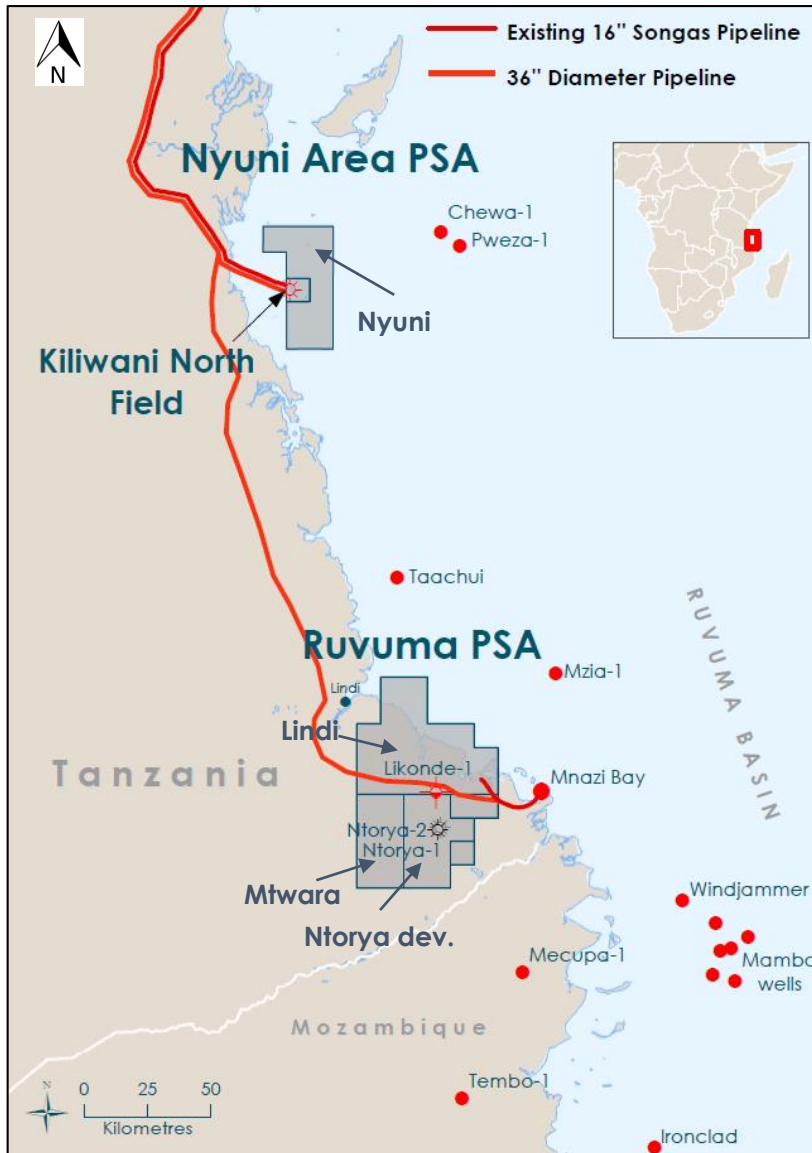 N
Existing 16" Songas Pipeline
36" Diameter Pipeline
Nyuni Area PSA
Chewa-1
Pweza-1
Nyuni
Kiliwani North
Field
Taachui
RUVUMA BASIN
Ruvuma PSA
Mzia-1
Lindi
Lindi
Tanzania
Likonde-1
Mnazi Bay
Ntorya-2
Ntorya-1
Mtwara
Windjammer
Ntorya dev.
Mecupa-1
Mamba
wells
Mozambique
Tembo-1
N
0 25 50
Kilometres
Ironclad